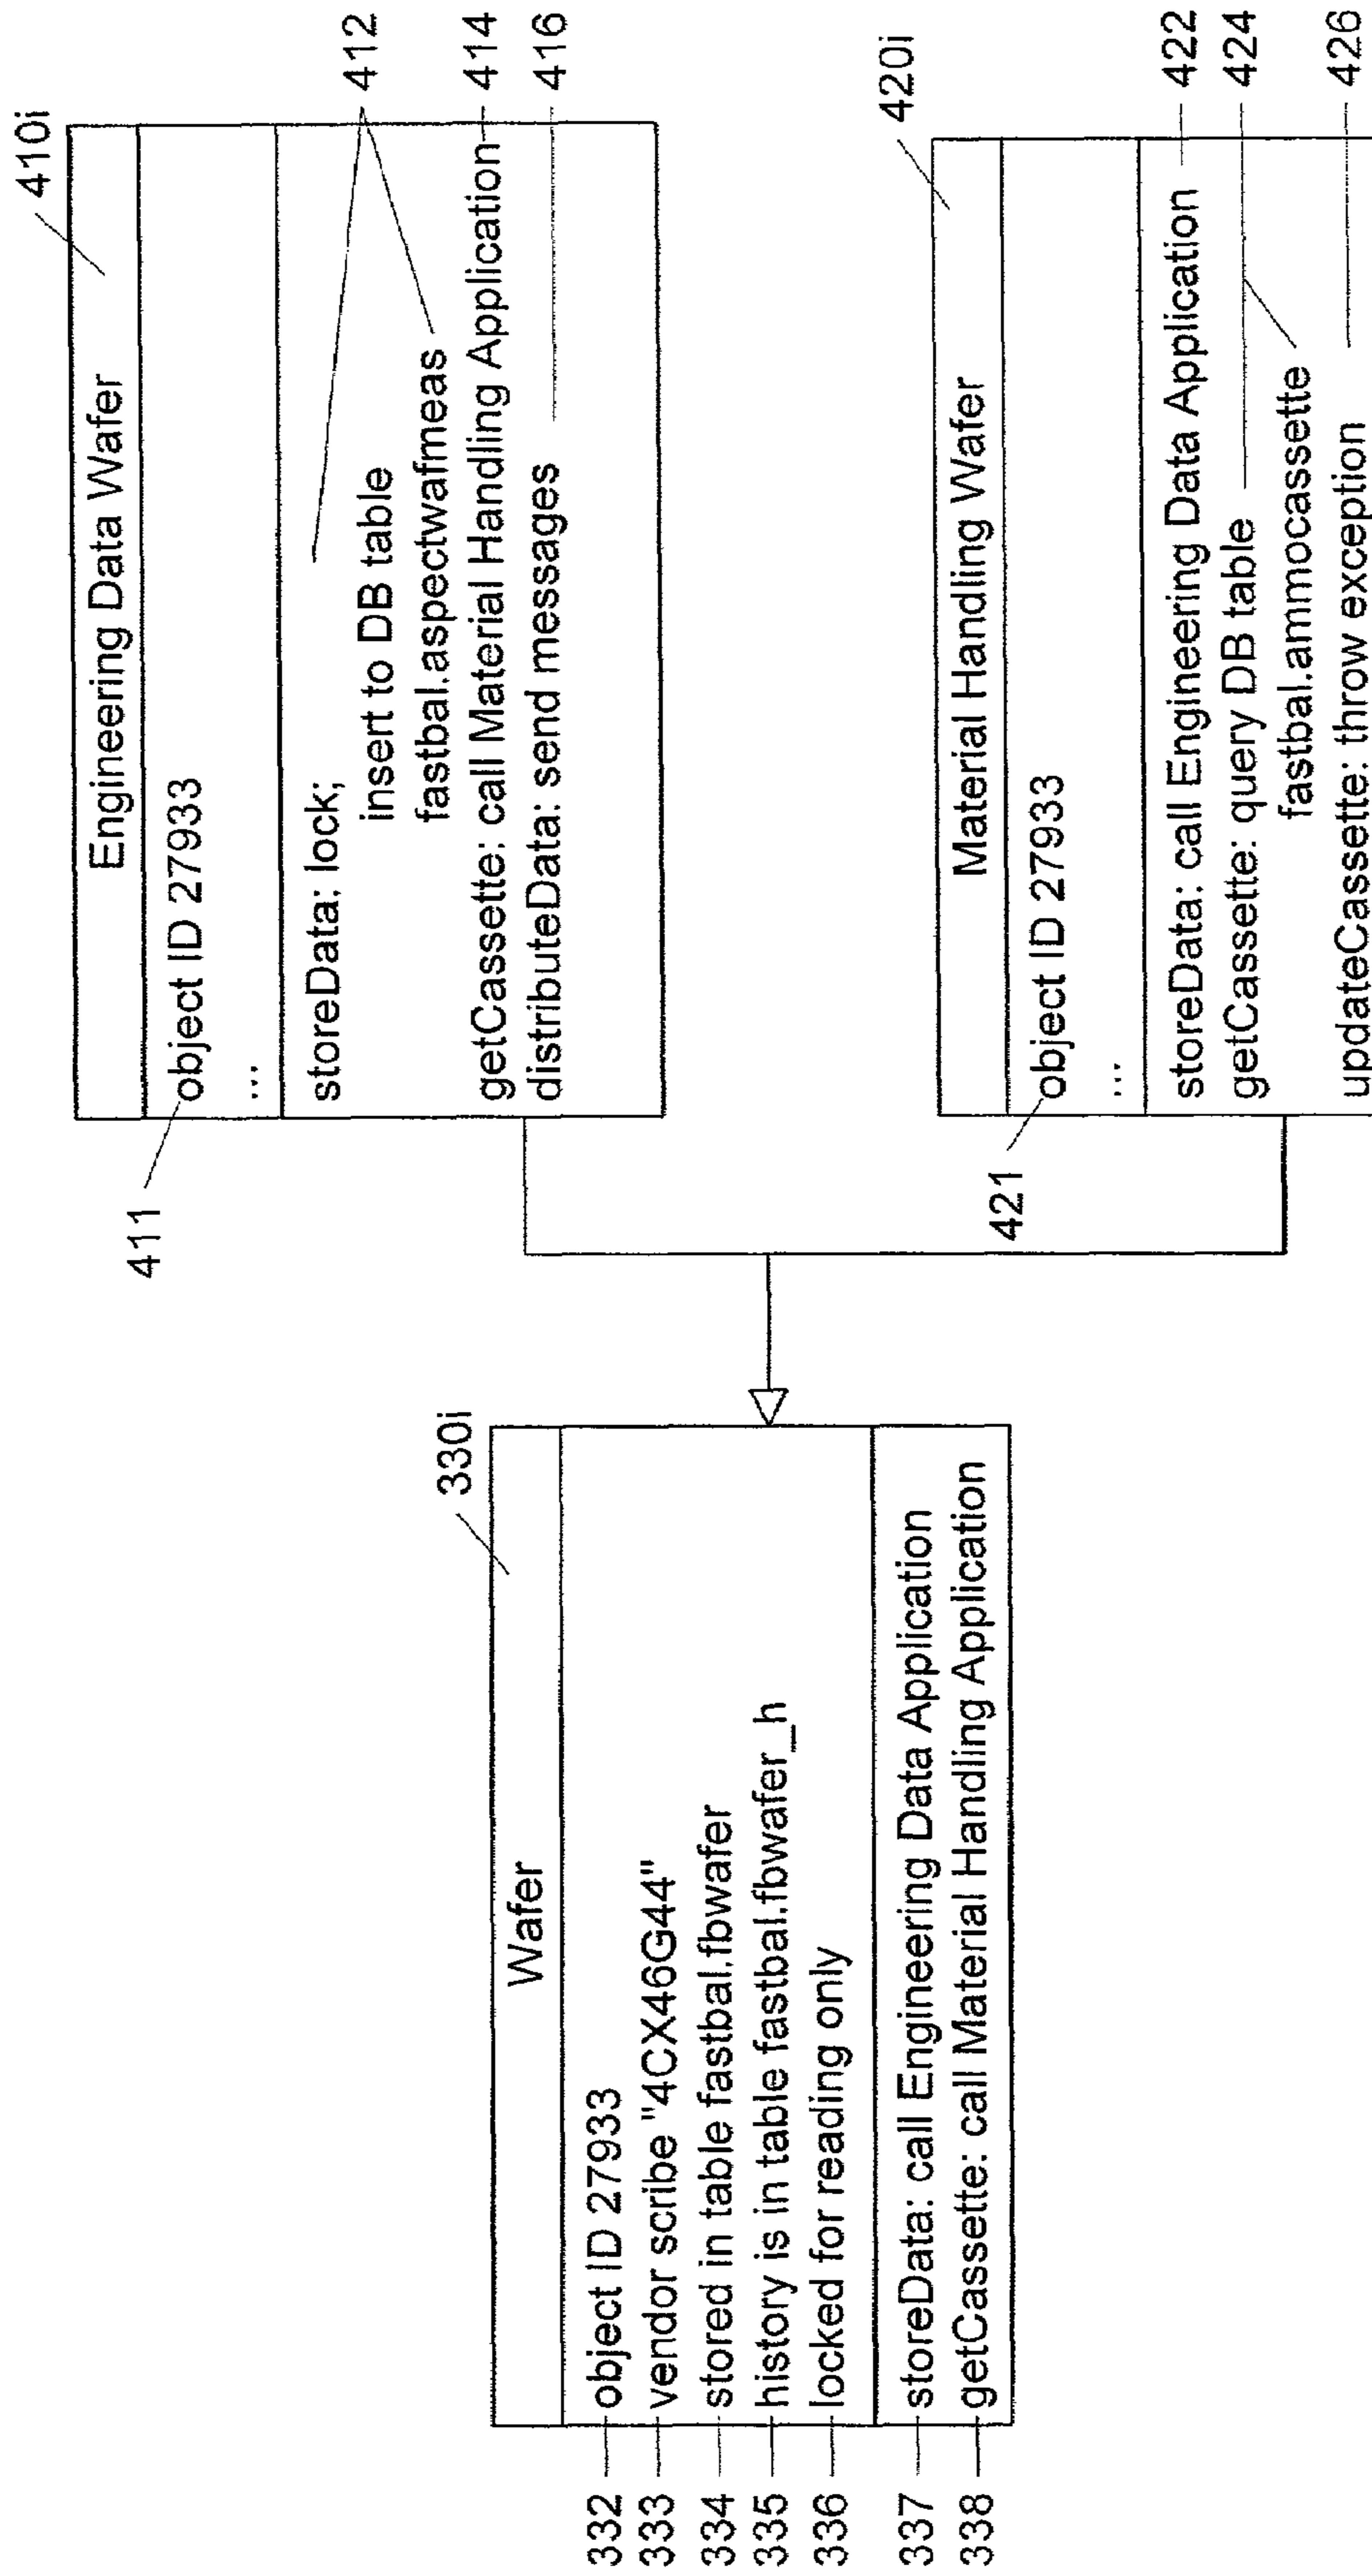 Wafer
330i
332
object ID 27933
333
vendor scribe "4CX46G44"
334
stored in table fastbal.fbwafer
335
history is in table fastbal.fbwafer_h
336
locked for reading only
337
storeData: call Engineering Data Application
338
getCassette: call Material Handling Application
410i
Engineering Data Wafer
411
object ID 27933
...
storeData: lock;
insert to DB table
412
fastbal.aspectwafmeas
getCassette: call Material Handling Application
414
distributeData: send messages
416
420i
Material Handling Wafer
421
object ID 27933
...
storeData: call Engineering Data Application
422
getCassette: query DB table
424
fastbal.ammocassette
updateCassette: throw exception
426